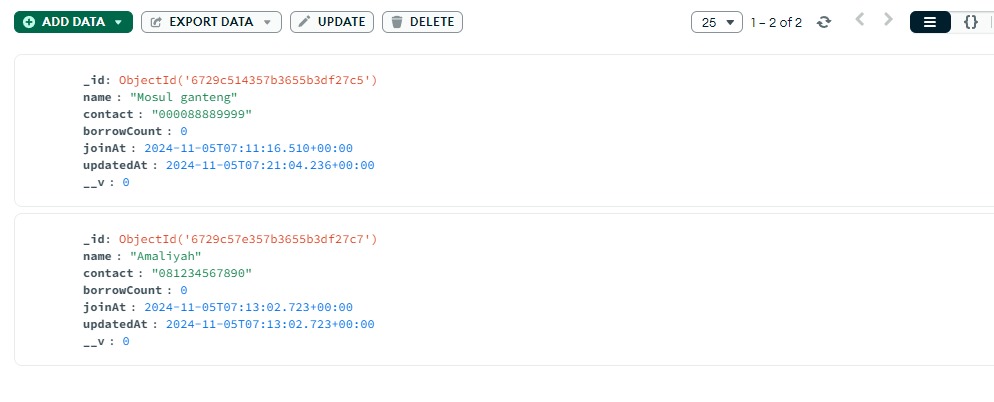 ADD DATA EXPORT DATA UPDATE DELETE 25 1 – 2 of 2 {}
_id: ObjectId('6729c514357b3655b3df27c5')
name : "Mosul ganteng"
contact : "000088889999"
borrowCount : 0
joinAt : 2024-11-05T07:11:16.510+00:00
updatedAt : 2024-11-05T07:21:04.236+00:00
__v : 0
_id: ObjectId('6729c57e357b3655b3df27c7')
name : "Amaliyah"
contact : "081234567890"
borrowCount : 0
joinAt : 2024-11-05T07:13:02.723+00:00
updatedAt : 2024-11-05T07:13:02.723+00:00
__v : 0